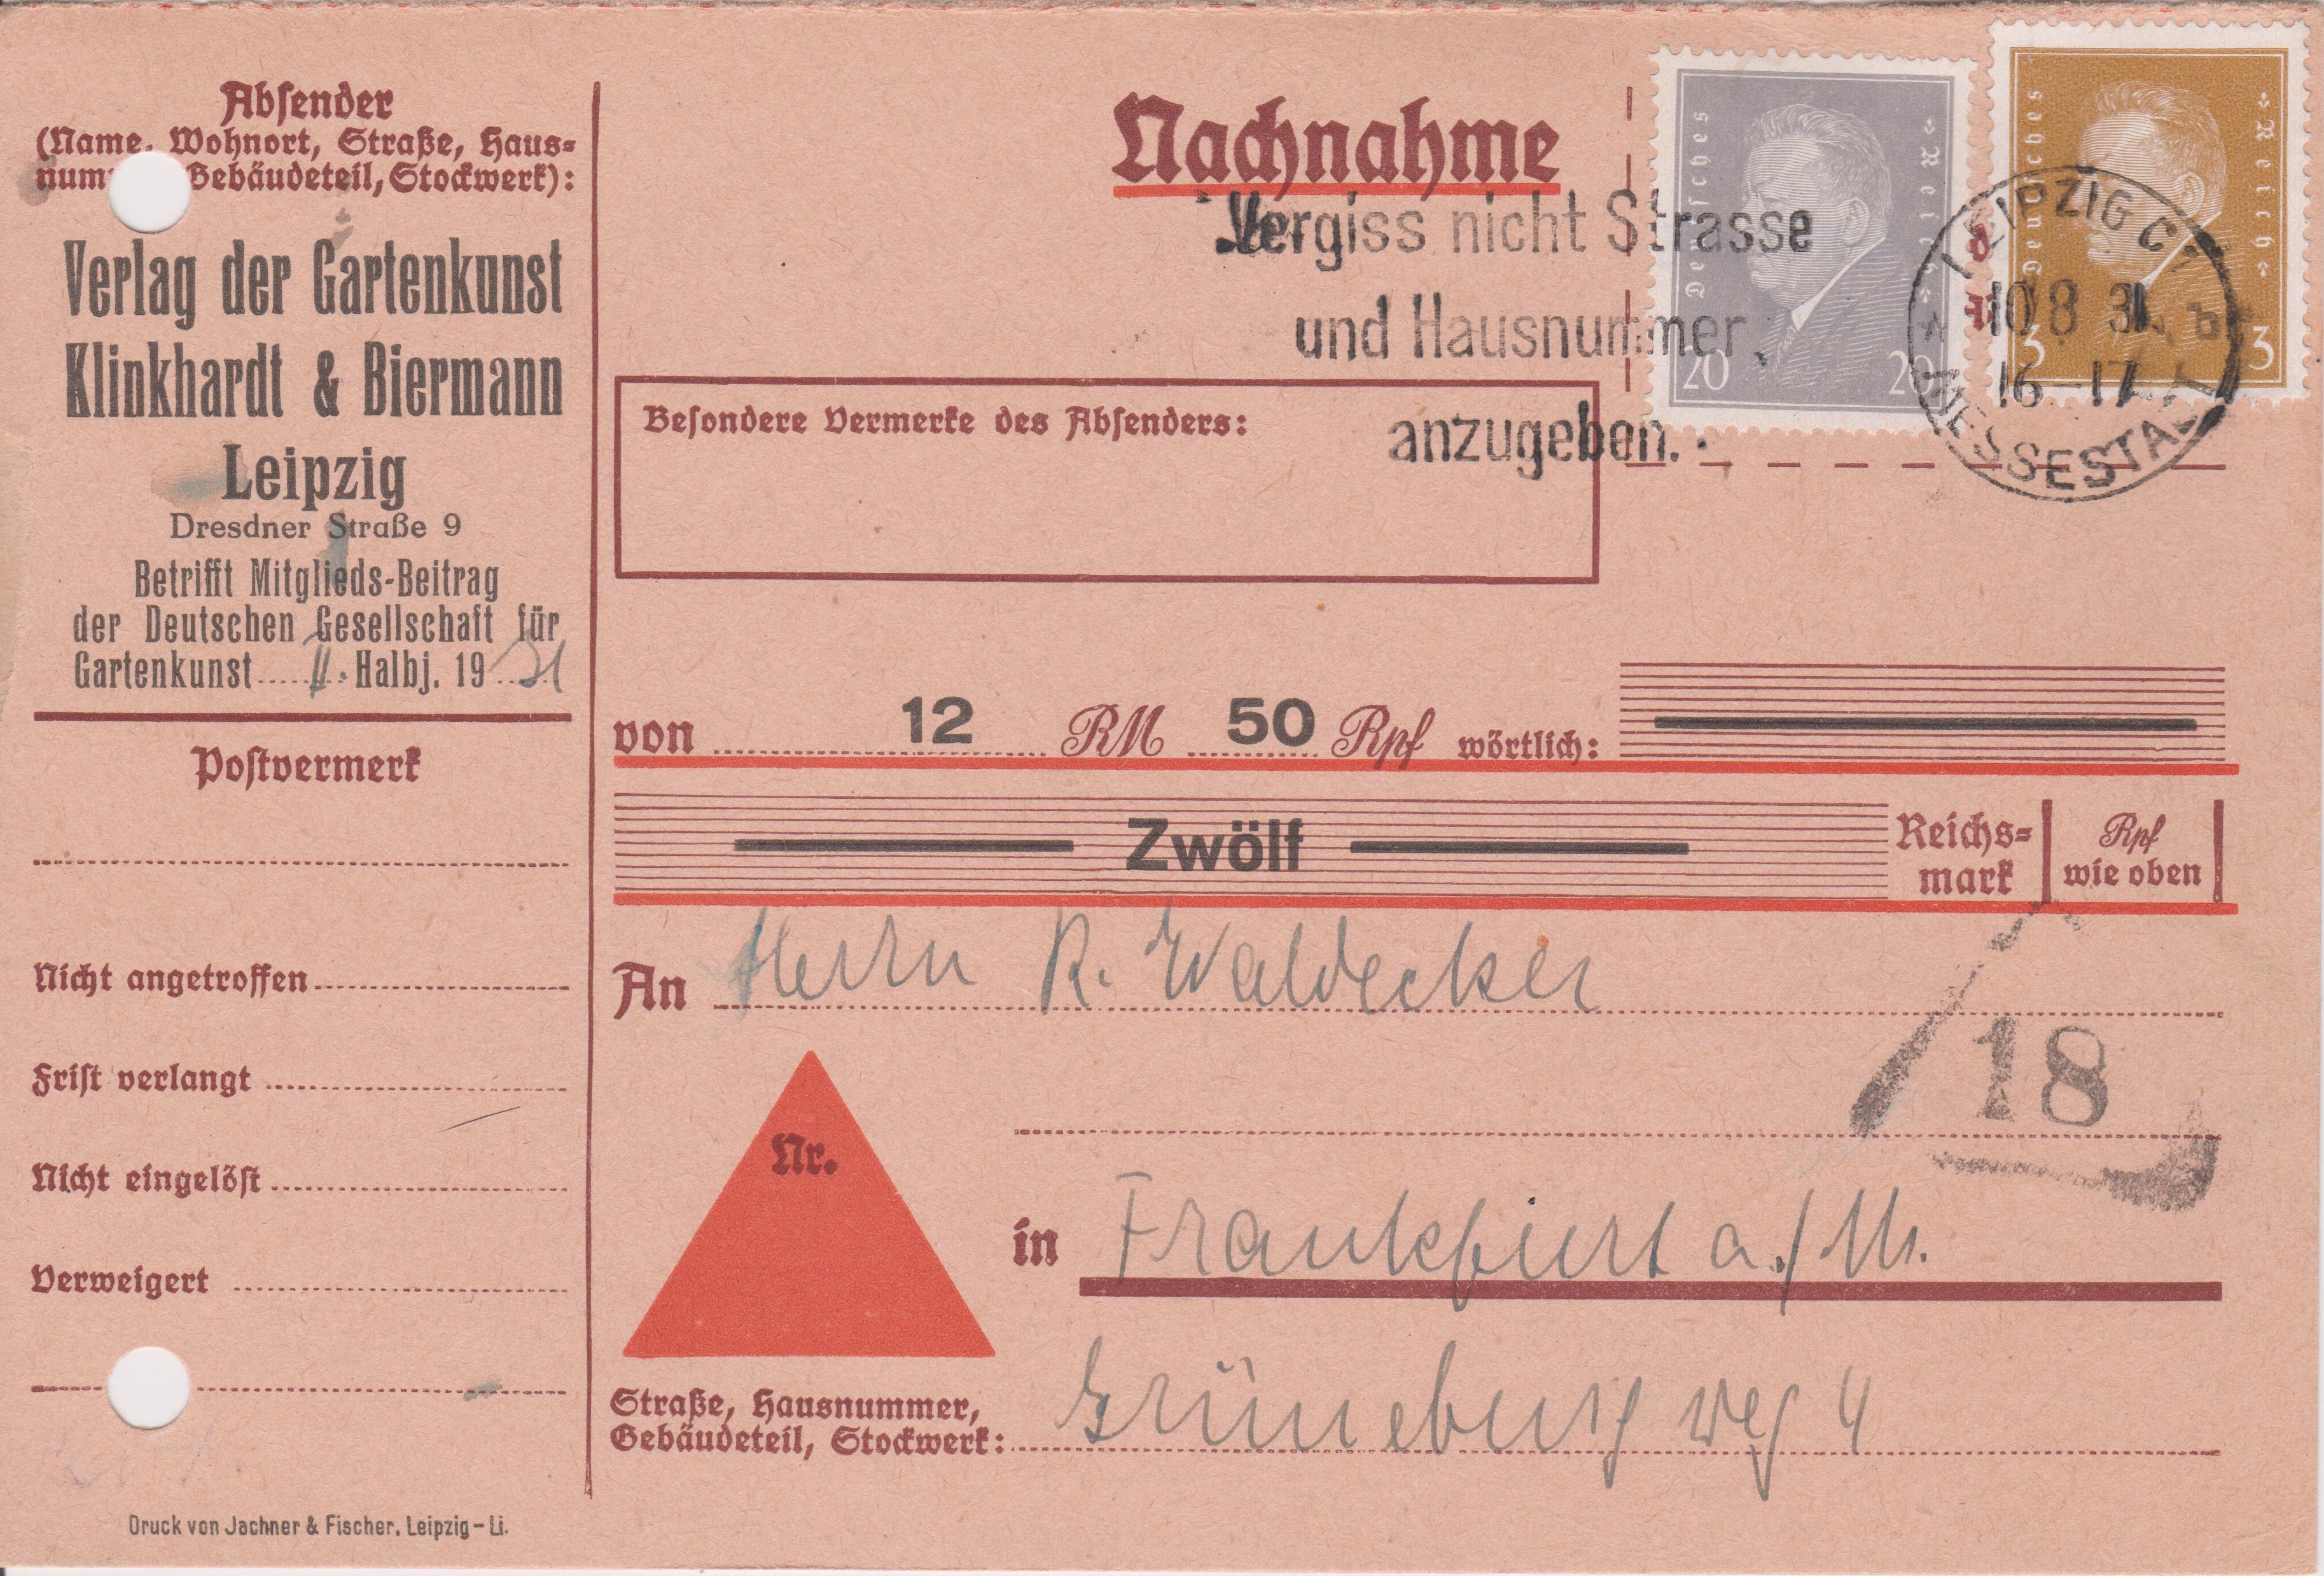 Absender
(Name, Wohnort, Straße, Haus=
num Gebäudeteil, Stockwerk):
Verlag der Gartenkunst
Klinkhardt & Biermann
Leipzig
Dresdner Straße 9
Betrifft Mitglieds-Beitrag
der Deutschen Gesellschaft für
Gartenkunst II. Halbj. 1931
Postvermerk
Nicht angetroffen
Frist verlangt
Nicht eingelöst
Verweigert
Druck von Jachner & Fischer, Leipzig – Li.
Nachnahme
Vergiss nicht Strasse
und Hausnummer
anzugeben.
Deutsches Reich
20 20
Deutsches Reich
3 3
LEIPZIG C1
10.8.31
16–17
b
MESSESTADT
Besondere Vermerke des Absenders:
von 12 RM 50 Rpf wörtlich:
Zwölf Reichs=
mark
Rpf
wie oben
An Herrn R. Waldecker
18
Nr.
in Frankfurt a./M.
Straße, Hausnummer,
Gebäudeteil, Stockwerk: Grüneburgweg 4